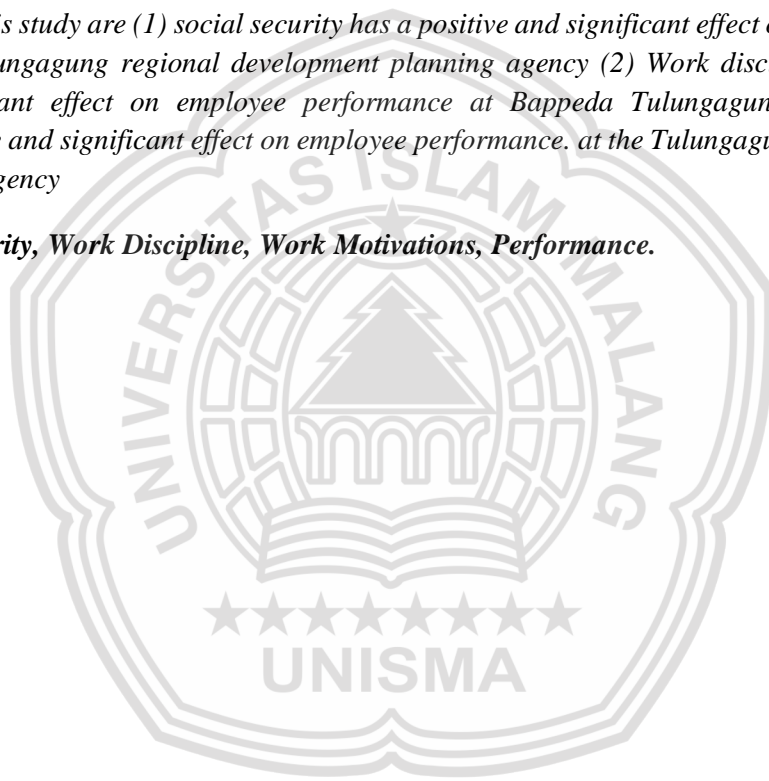 is study are (1) social security has a positive and significant effect
ungagung regional development planning agency (2) Work disc
ant effect on employee performance at Bappeda Tulungagun
and significant effect on employee performance. at the Tulungagu
gency
rity, Work Discipline, Work Motivations, Performance.
UNIVERSITAS ISLAM MALANG
UNISMA